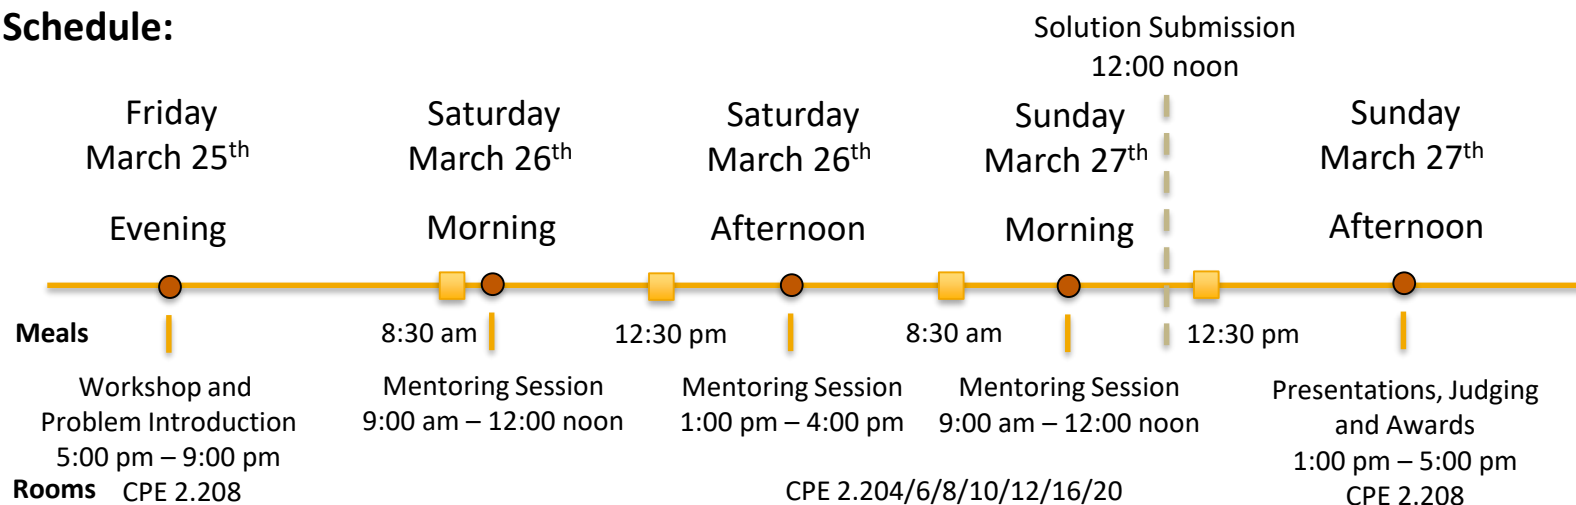 Schedule:
Solution Submission
12:00 noon
Friday
March 25th
Evening
Saturday
March 26th
Morning
Saturday
March 26th
Afternoon
Sunday
March 27th
Morning
Sunday
March 27th
Afternoon
Meals
8:30 am
12:30 pm
8:30 am
12:30 pm
Workshop and
Problem Introduction
5:00 pm – 9:00 pm
Mentoring Session
9:00 am – 12:00 noon
Mentoring Session
1:00 pm – 4:00 pm
Mentoring Session
9:00 am – 12:00 noon
Presentations, Judging
and Awards
1:00 pm – 5:00 pm
Rooms
CPE 2.208
CPE 2.204/6/8/10/12/16/20
CPE 2.208